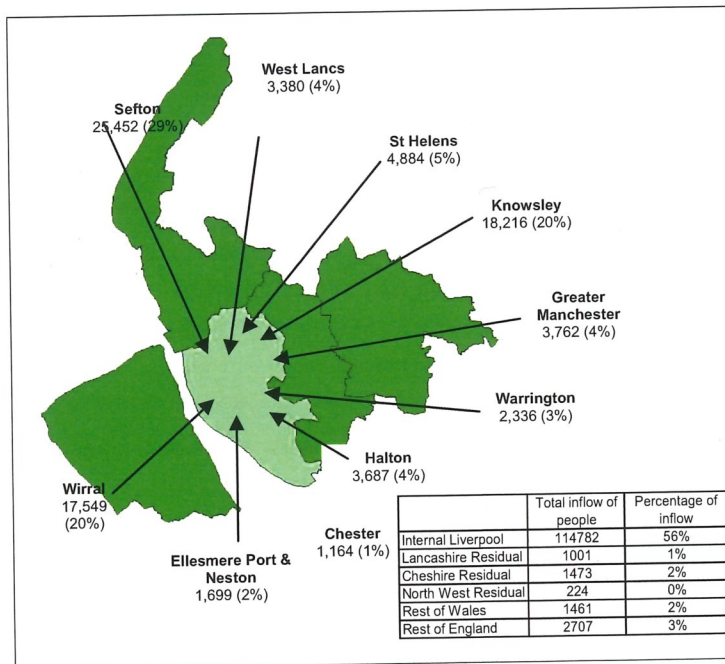 West Lancs
3,380 (4%)
Sefton
25,452 (29%)
St Helens
4,884 (5%)
Knowsley
18,216 (20%)
Greater
Manchester
3,762 (4%)
Warrington
2,336 (3%)
Halton
3,687 (4%)
Wirral
17,549
(20%)
Chester
1,164 (1%)
Ellesmere Port &
Neston
1,699 (2%)
Total inflow of
people
Percentage of
inflow
Internal Liverpool 114782 56%
Lancashire Residual 1001 1%
Cheshire Residual 1473 2%
North West Residual 224 0%
Rest of Wales 1461 2%
Rest of England 2707 3%